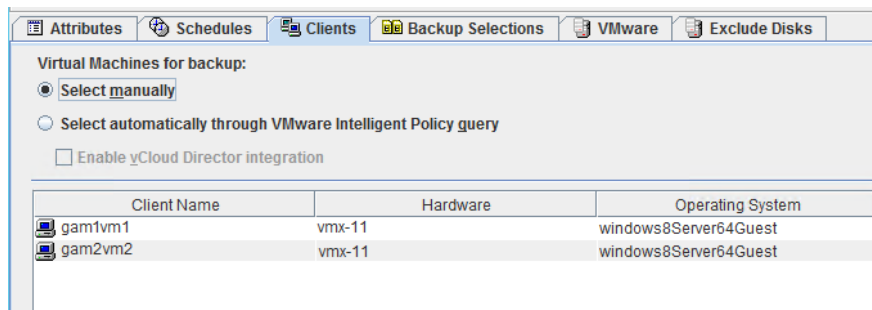 Attributes Schedules Clients Backup Selections VMware Exclude Disks
Virtual Machines for backup:
Select manually
Select automatically through VMware Intelligent Policy query
Enable vCloud Director integration
Client Name Hardware Operating System
gam1vm1 vmx-11 windows8Server64Guest
gam2vm2 vmx-11 windows8Server64Guest